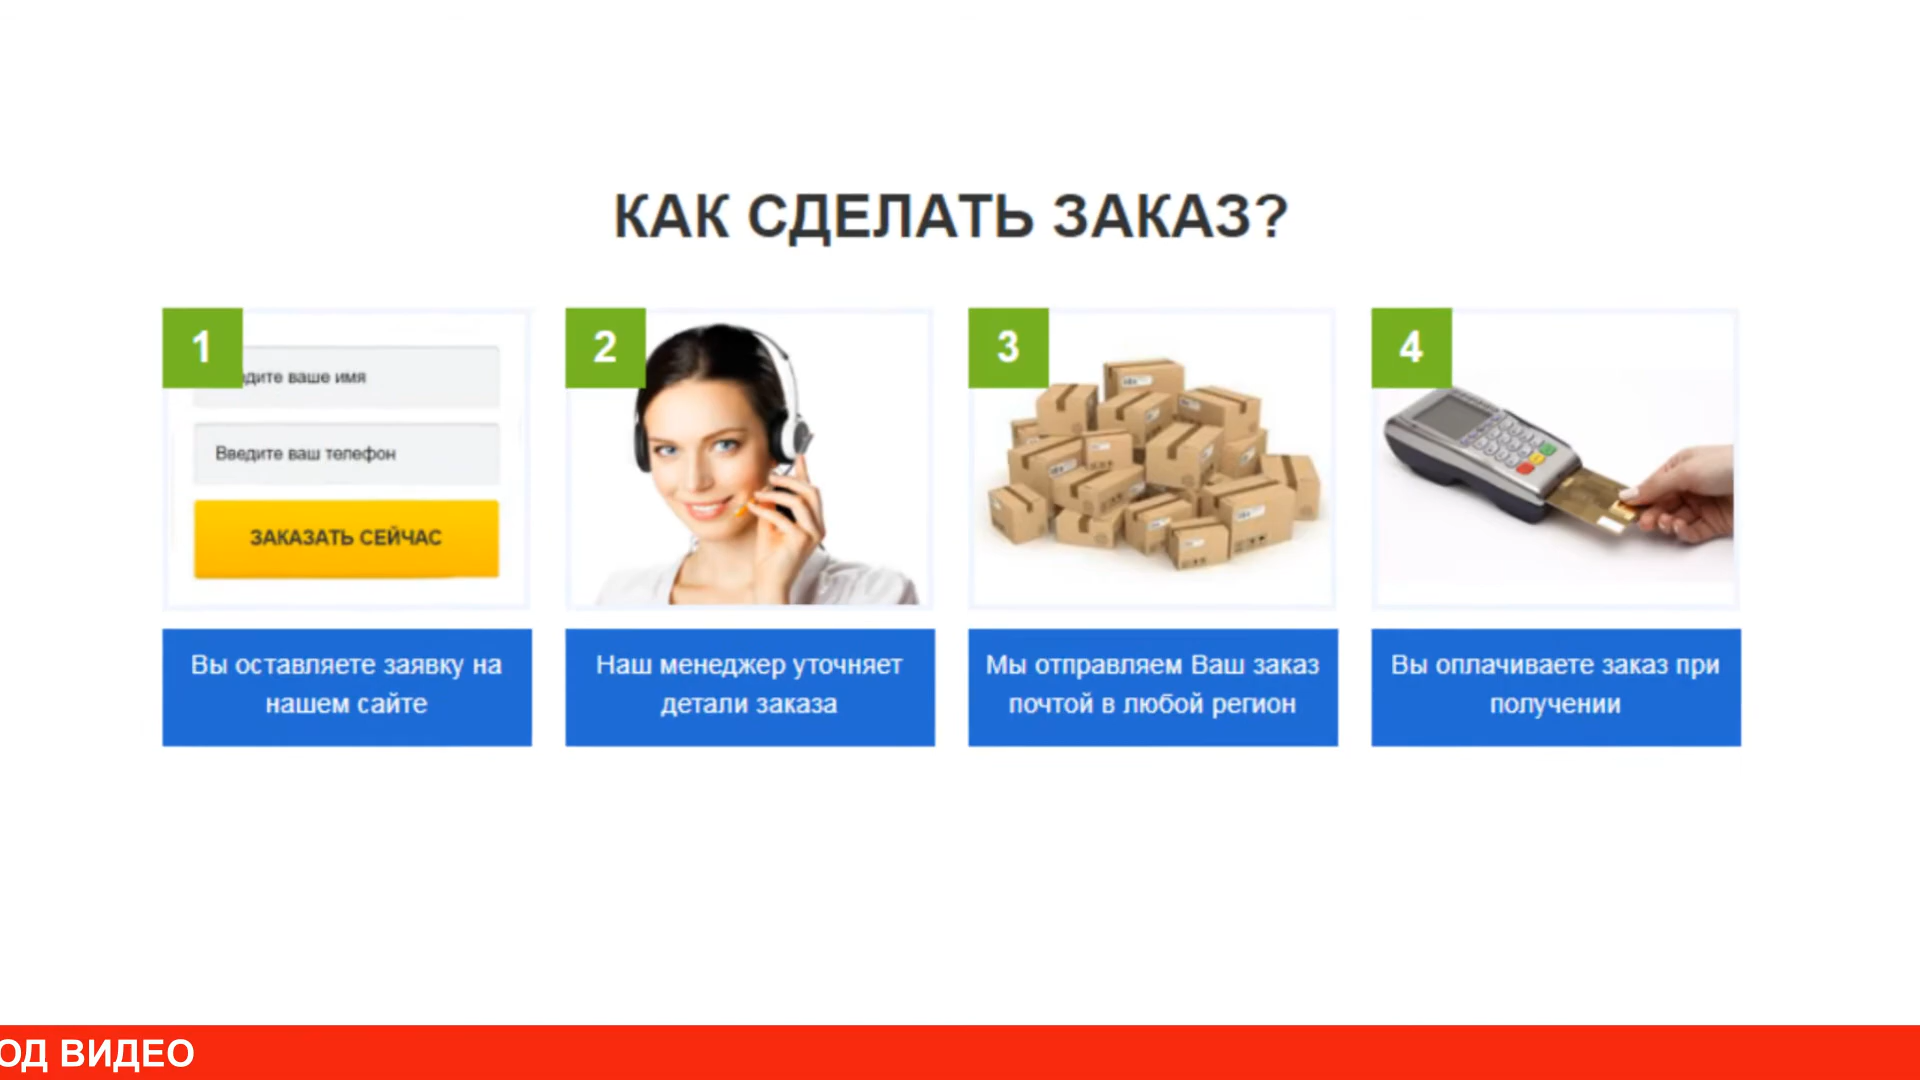 КАК СДЕЛАТЬ ЗАКАЗ?
1
ваше имя
Введите ваш телефон
ЗАКАЗАТЬ СЕЙЧАС
Вы оставляете заявку на
нашем сайте
2
Наш менеджер уточняет
детали заказа
3
Мы отправляем Ваш заказ
почтой в любой регион
4
Вы оплачиваете заказ при
получении
ОД ВИДЕО